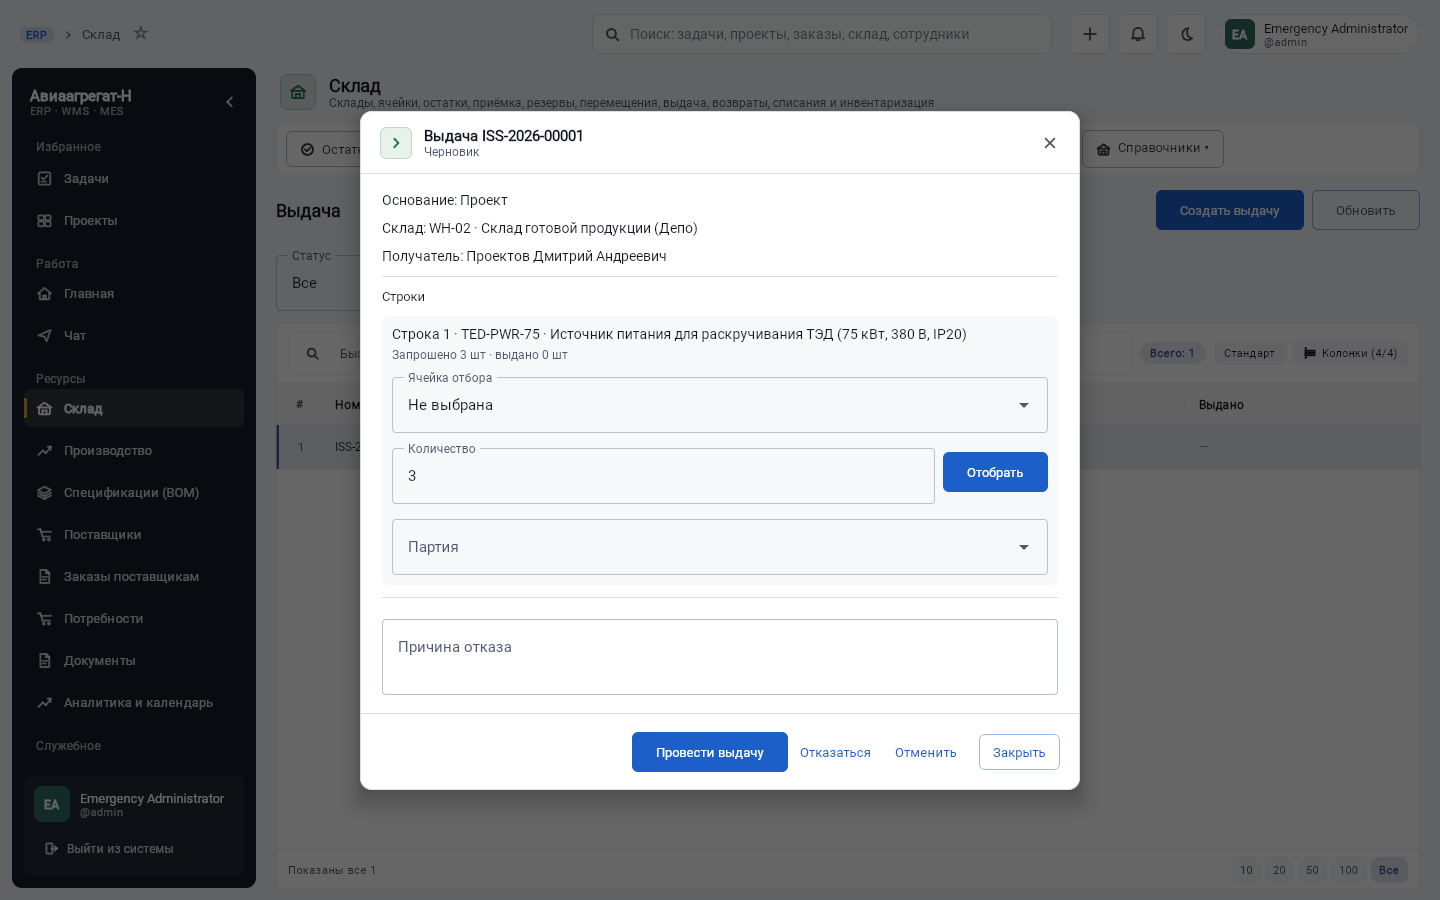 ERP
Склад
Поиск: задачи, проекты, заказы, склад, сотрудники
EA
Emergency Administrator
@admin
Авиаагрегат-Н
ERP · WMS · MES
Избранное
Задачи
Проекты
Работа
Главная
Чат
Ресурсы
Склад
Производство
Спецификации (BOM)
Поставщики
Заказы поставщикам
Потребности
Документы
Аналитика и календарь
Служебное
EA
Emergency Administrator
@admin
Выйти из системы
Склад
Склады, ячейки, остатки, приёмка, резервы, перемещения, выдача, возвраты, списания и инвентаризация
Справочники
Выдача
Создать выдачу
Обновить
Статус
Все
Всего: 1
Стандарт
Колонки (4/4)
#
Выдано
1
—
Показаны все 1
10
20
50
100
Все
Выдача ISS-2026-00001
Черновик
Основание: Проект
Склад: WH-02 · Склад готовой продукции (Депо)
Получатель: Проектов Дмитрий Андреевич
Строки
Строка 1 · TED-PWR-75 · Источник питания для раскручивания ТЭД (75 кВт, 380 В, IP20)
Запрошено 3 шт · выдано 0 шт
Ячейка отбора
Не выбрана
Количество
3
Отобрать
Партия
Причина отказа
Провести выдачу
Отказаться
Отменить
Закрыть